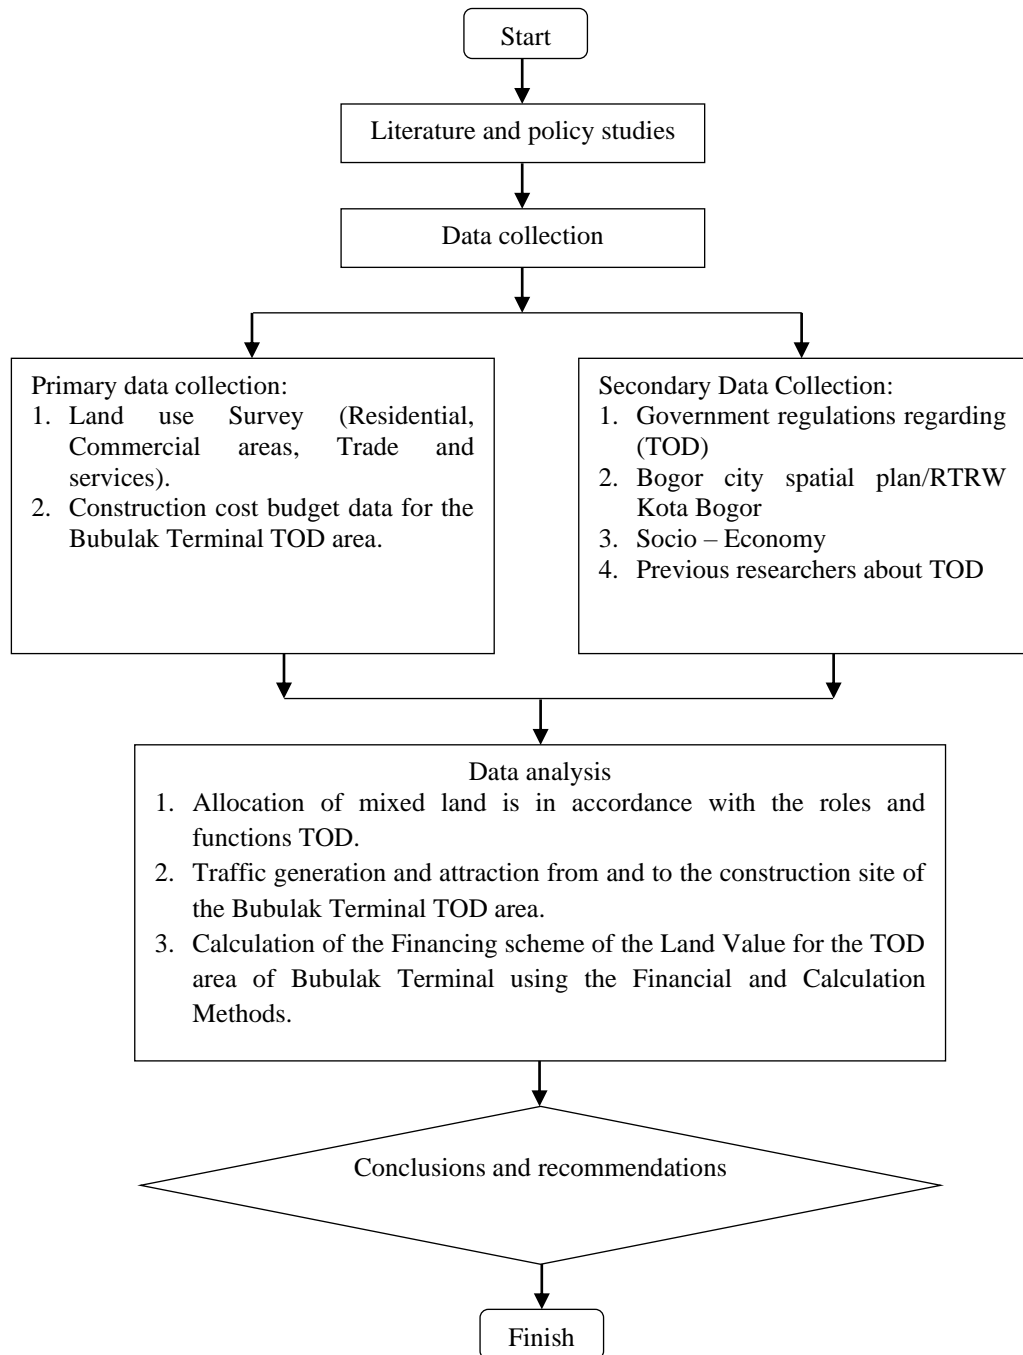 Start
Literature and policy studies
Data collection
Primary data collection:
1. Land use Survey (Residential,
Commercial areas, Trade and
services).
2. Construction cost budget data for the
Bubulak Terminal TOD area.
Secondary Data Collection:
1. Government regulations regarding
(TOD)
2. Bogor city spatial plan/RTRW
Kota Bogor
3. Socio – Economy
4. Previous researchers about TOD
Data analysis
1. Allocation of mixed land is in accordance with the roles and
functions TOD.
2. Traffic generation and attraction from and to the construction site of
the Bubulak Terminal TOD area.
3. Calculation of the Financing scheme of the Land Value for the TOD
area of Bubulak Terminal using the Financial and Calculation
Methods.
Conclusions and recommendations
Finish